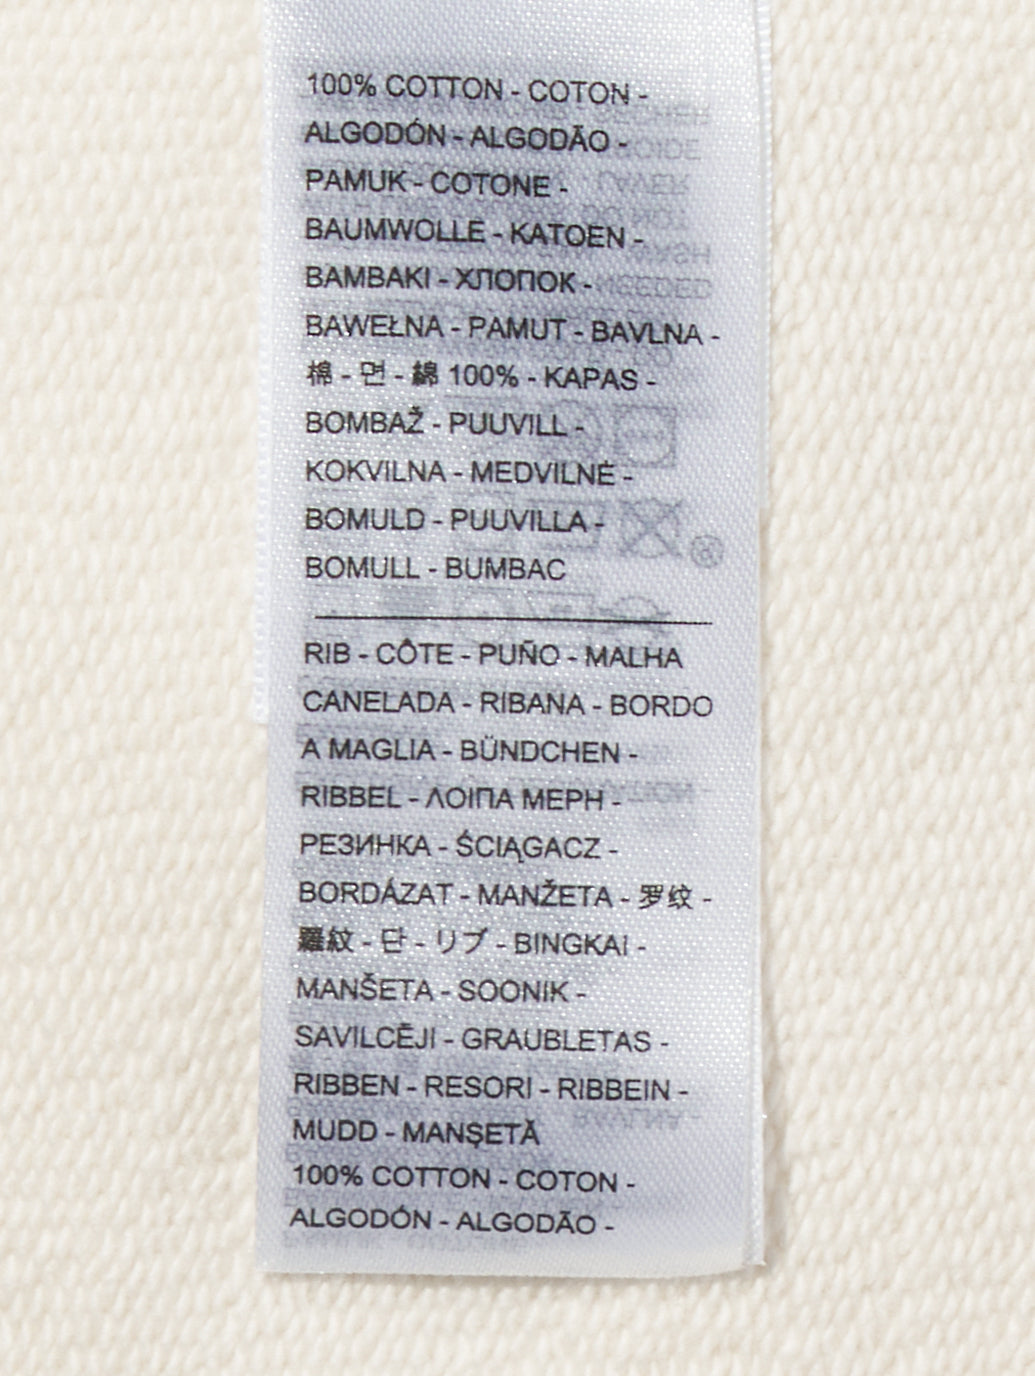 100% COTTON - COTON -
ALGODÓN - ALGODÃO -
PAMUK - COTONE -
BAUMWOLLE - KATOEN -
BAMBAKI - ХЛОПОК -
BAWEŁNA - PAMUT - BAVLNA -
棉 - 면 - 綿 100% - KAPAS -
BOMBAŽ - PUUVILL -
KOKVILNA - MEDVILNĖ -
BOMULD - PUUVILLA -
BOMULL - BUMBAC
RIB - CÔTE - PUÑO - MALHA
CANELADA - RIBANA - BORDO
A MAGLIA - BÜNDCHEN -
RIBBEL - ΛΟΙΠΑ ΜΕΡΗ -
РЕЗИНКА - ŚCIĄGACZ -
BORDÁZAT - MANŽETA - 罗纹 -
羅紋 - 단 - リブ - BINGKAI -
MANŠETA - SOONIK -
SAVILCĒJI - GRAUBLETAS -
RIBBEN - RESORI - RIBBEIN -
MUDD - MANȘETĂ
100% COTTON - COTON -
ALGODÓN - ALGODÃO -